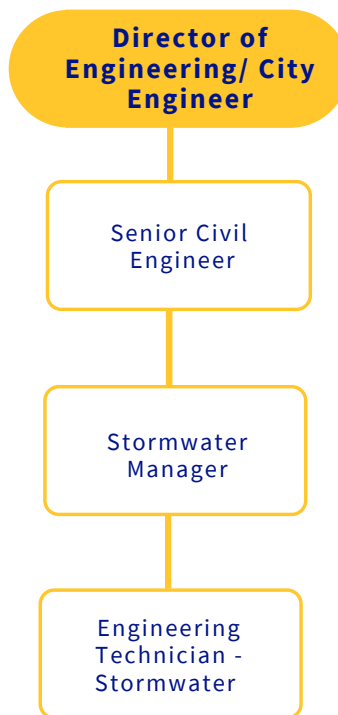 Director of
Engineering/ City
Engineer
Senior Civil
Engineer
Stormwater
Manager
Engineering
Technician -
Stormwater